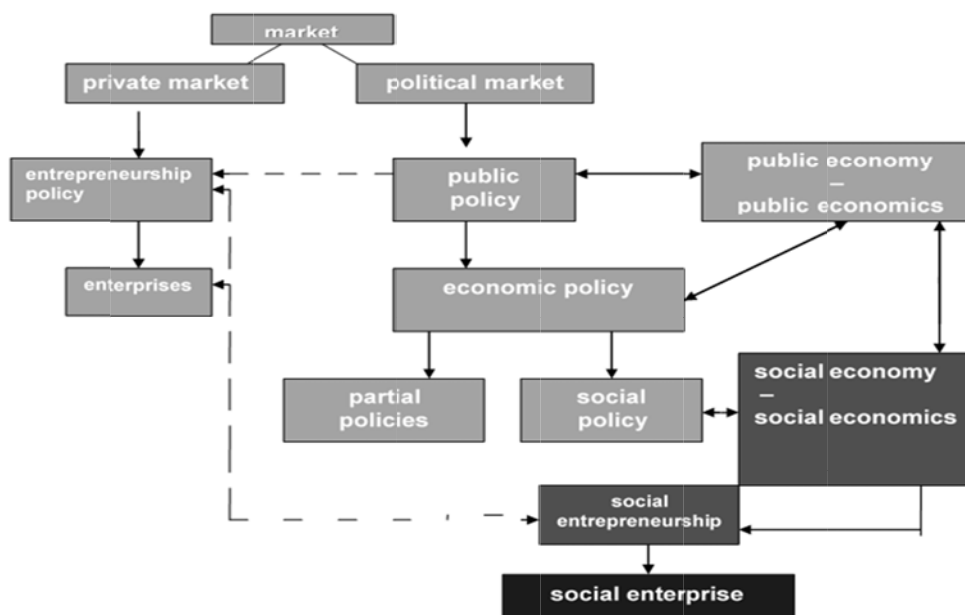 market
private market
political market
entrepreneurship
policy
public
policy
public economy
–
public economics
enterprises
economic policy
partial
policies
social
policy
social economy
–
social economics
social
entrepreneurship
social enterprise